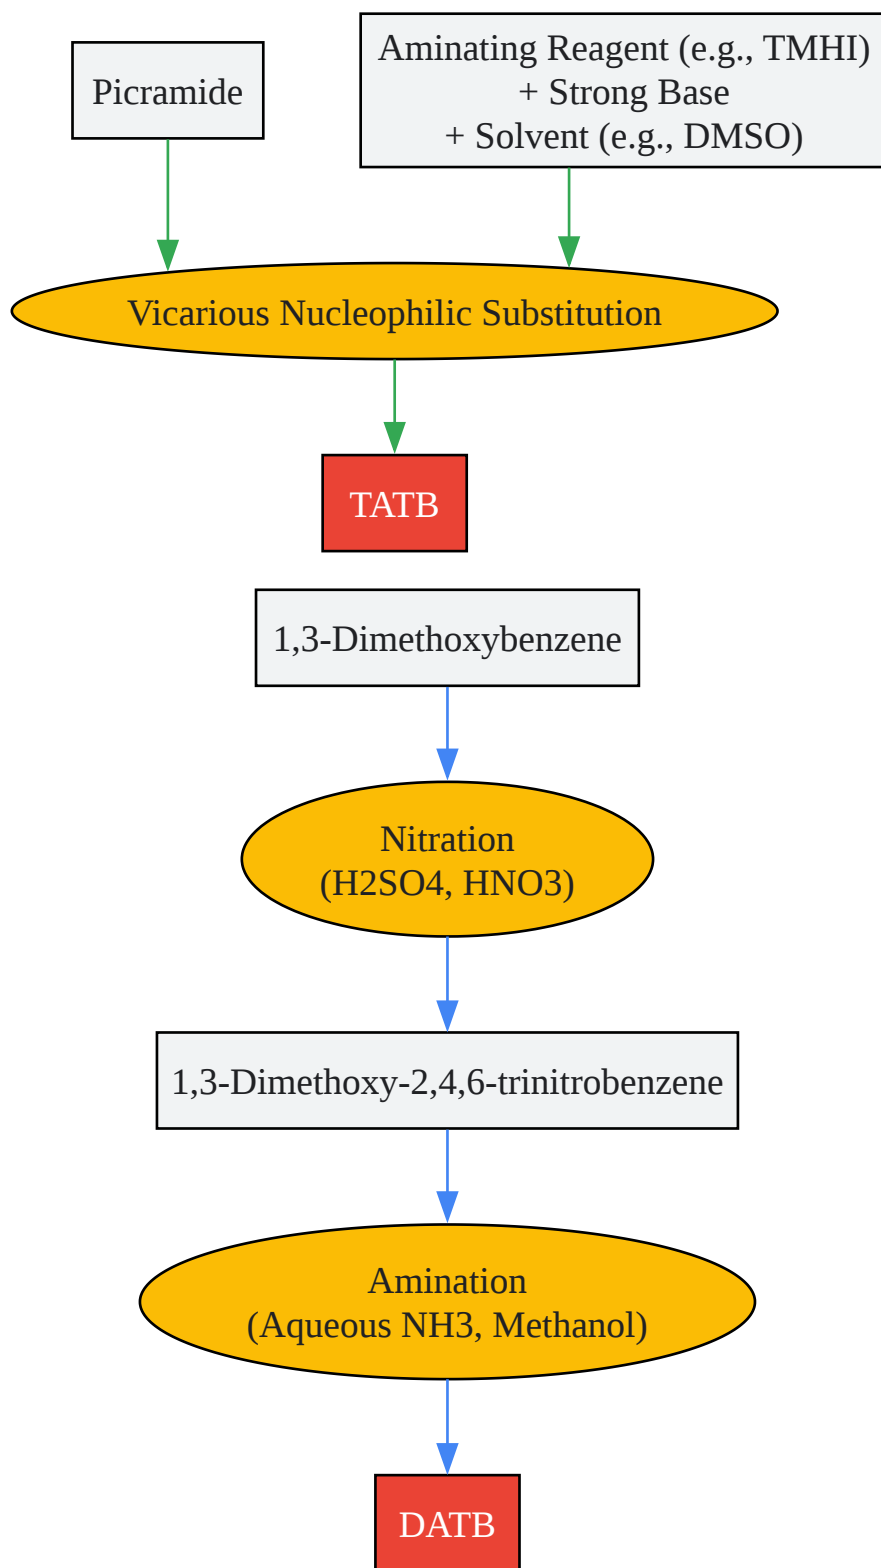 Picramide
Aminating Reagent (e.g., TMHI)
+ Strong Base
+ Solvent (e.g., DMSO)
Vicarious Nucleophilic Substitution
TATB
1,3-Dimethoxybenzene
Nitration
(H2SO4, HNO3)
1,3-Dimethoxy-2,4,6-trinitrobenzene
Amination
(Aqueous NH3, Methanol)
DATB